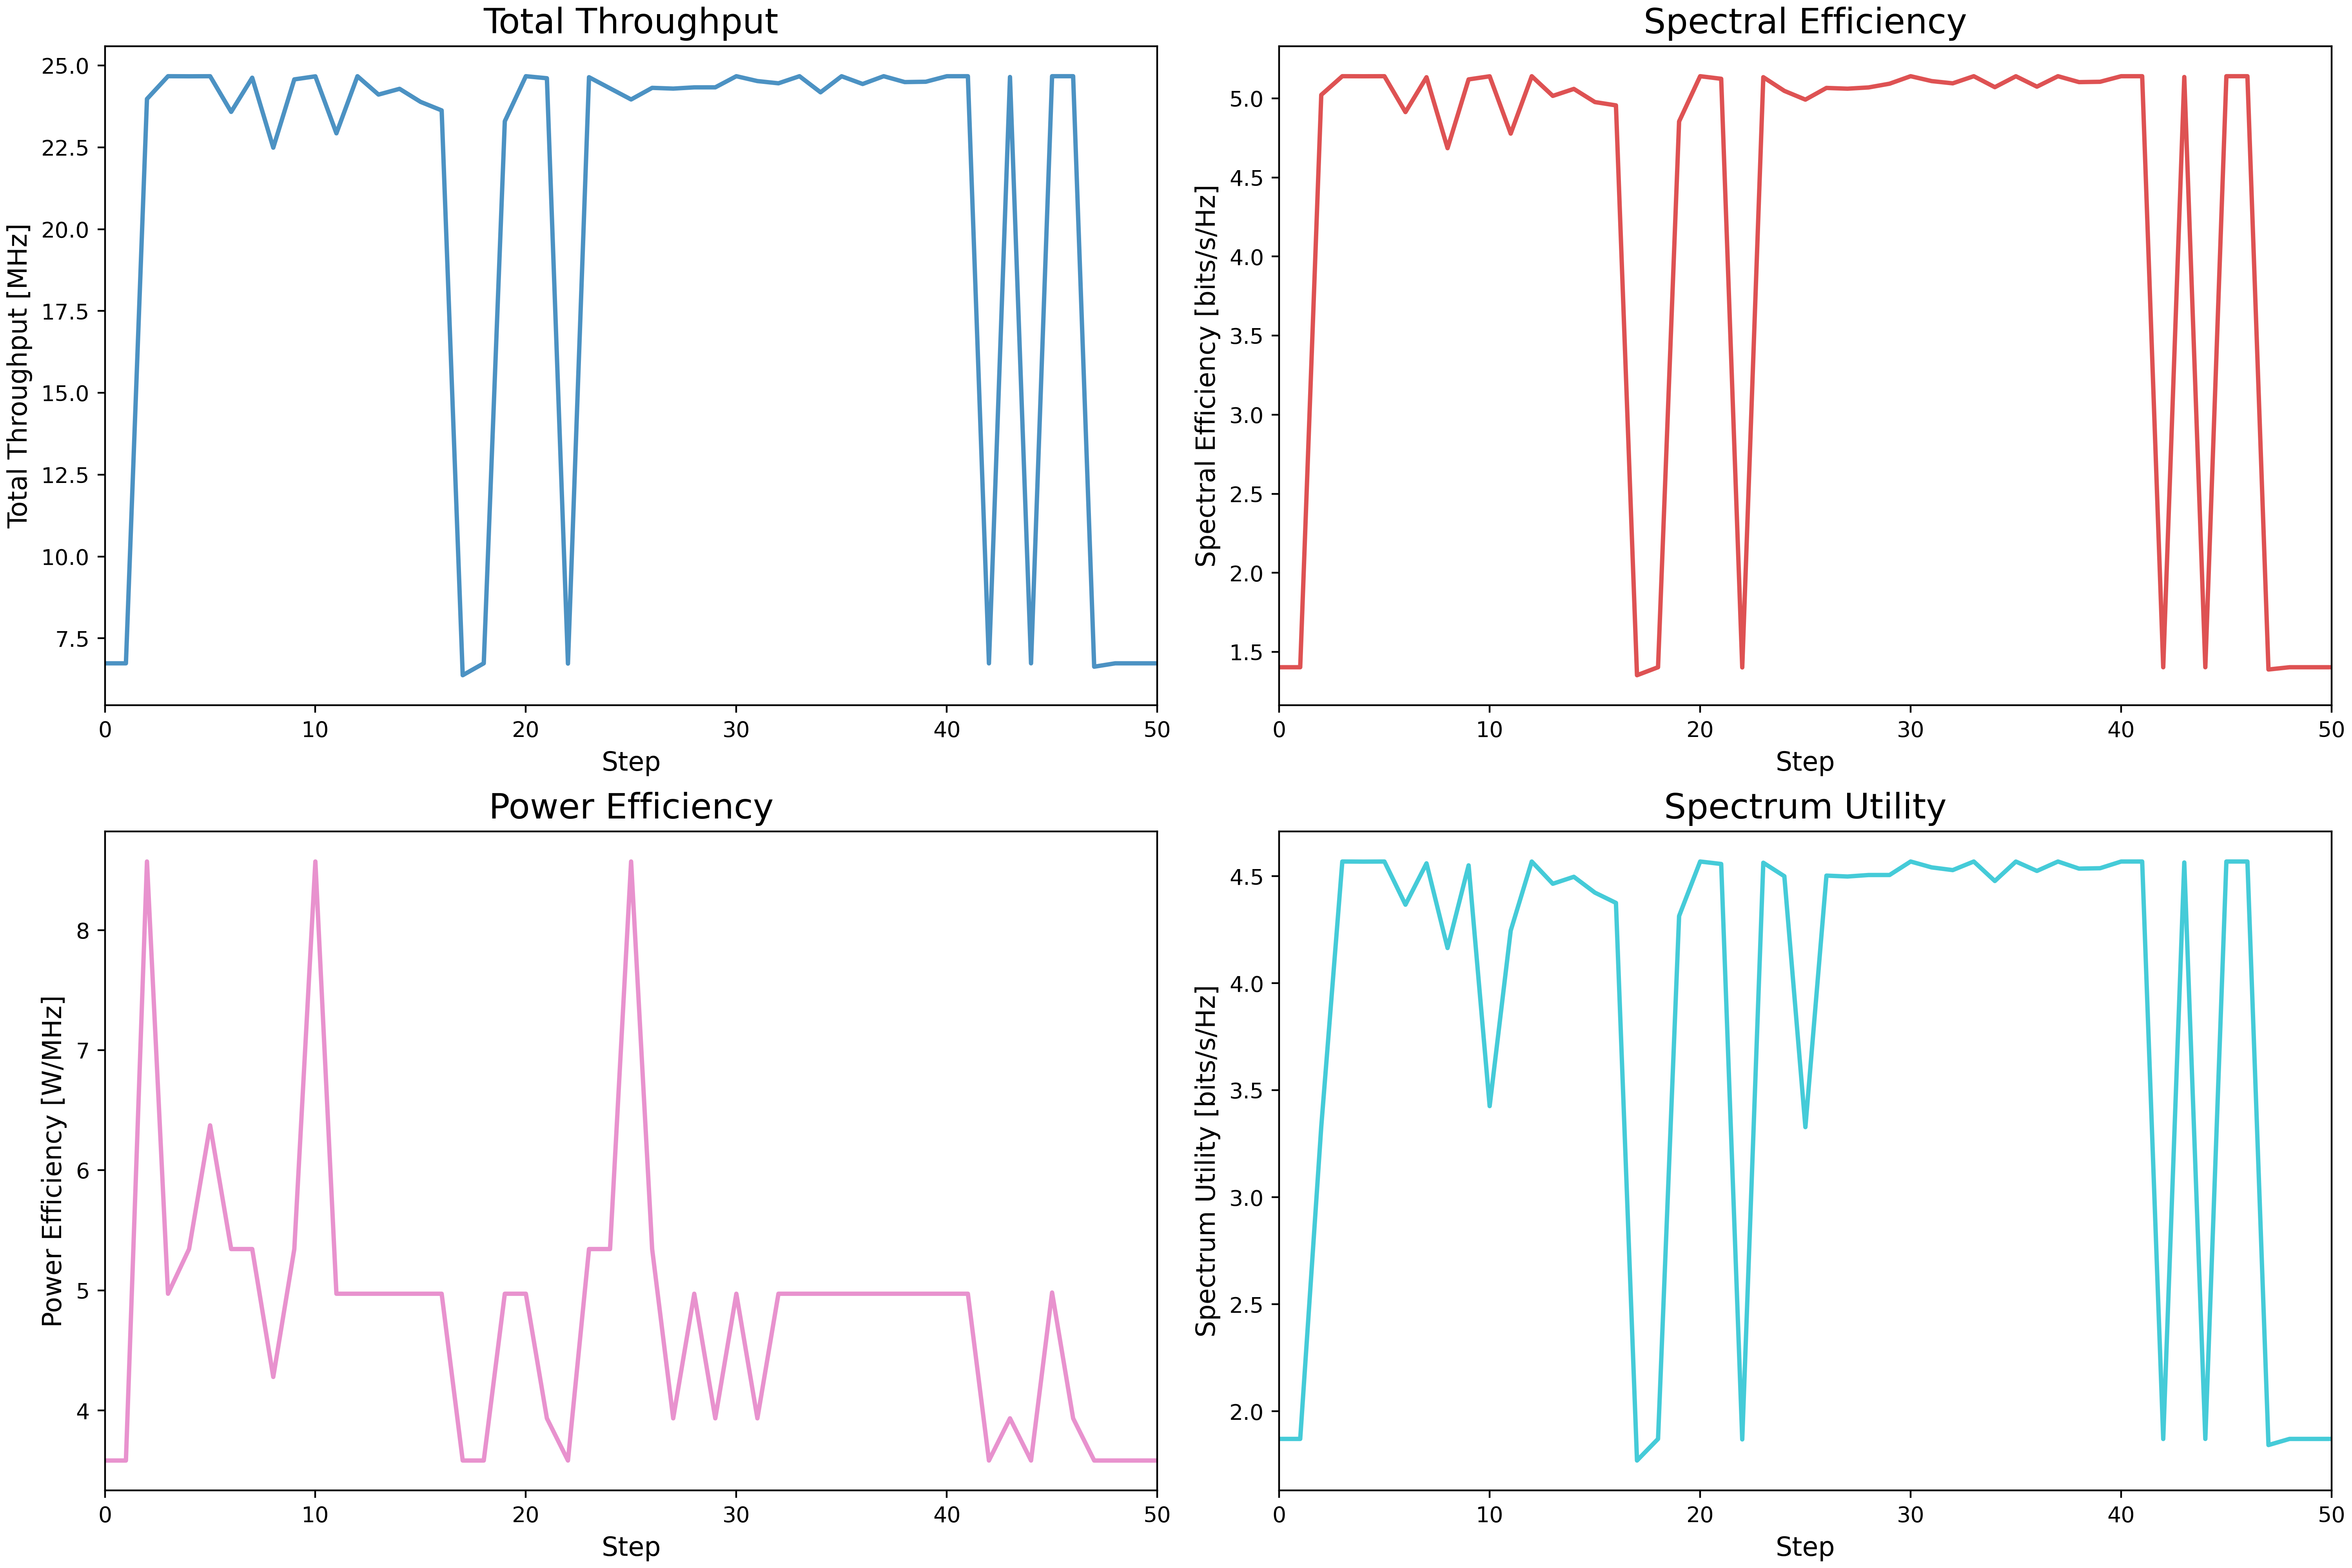 Total Throughput
Total Throughput [MHz]
25.0
22.5
20.0
17.5
15.0
12.5
10.0
7.5
0 10 20 30 40 50
Step
Spectral Efficiency
Spectral Efficiency [bits/s/Hz]
5.0
4.5
4.0
3.5
3.0
2.5
2.0
1.5
0 10 20 30 40 50
Step
Power Efficiency
Power Efficiency [W/MHz]
8
7
6
5
4
0 10 20 30 40 50
Step
Spectrum Utility
Spectrum Utility [bits/s/Hz]
4.5
4.0
3.5
3.0
2.5
2.0
0 10 20 30 40 50
Step